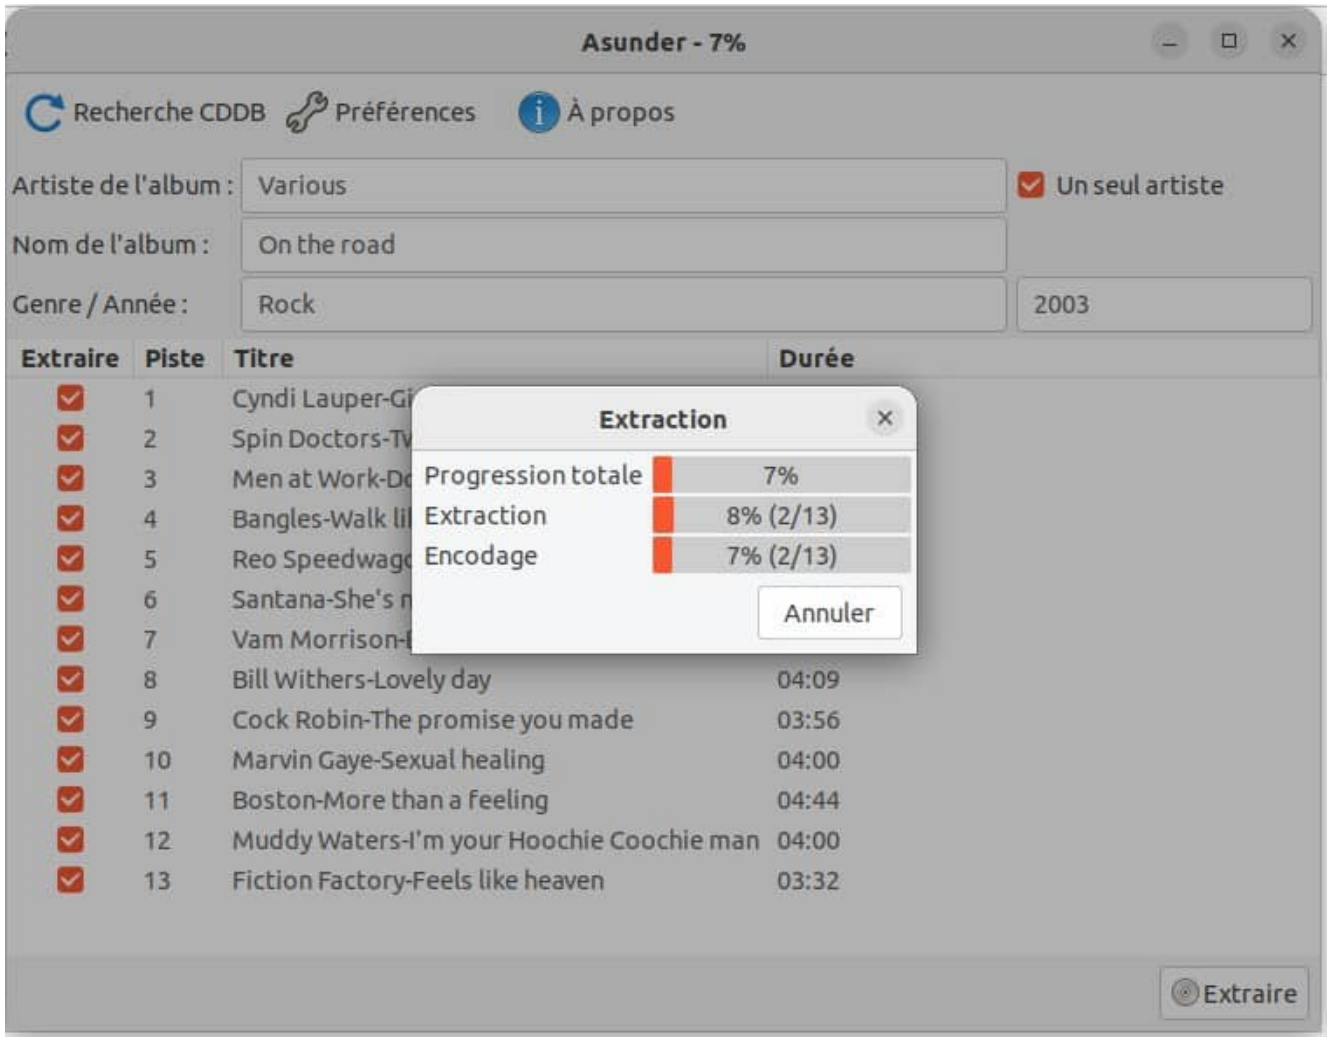 Asunder - 7%
Recherche CDDB Préférences À propos
Artiste de l'album : Various Un seul artiste
Nom de l'album : On the road
Genre / Année : Rock 2003
Extraire Piste Titre Durée
1 Cyndi Lauper-Gi
2 Spin Doctors-Tw
3 Men at Work-Do
4 Bangles-Walk li
5 Reo Speedwago
6 Santana-She's n
7 Vam Morrison-
8 Bill Withers-Lovely day 04:09
9 Cock Robin-The promise you made 03:56
10 Marvin Gaye-Sexual healing 04:00
11 Boston-More than a feeling 04:44
12 Muddy Waters-I'm your Hoochie Coochie man 04:00
13 Fiction Factory-Feels like heaven 03:32
Extraction
Progression totale 7%
Extraction 8% (2/13)
Encodage 7% (2/13)
Annuler
Extraire